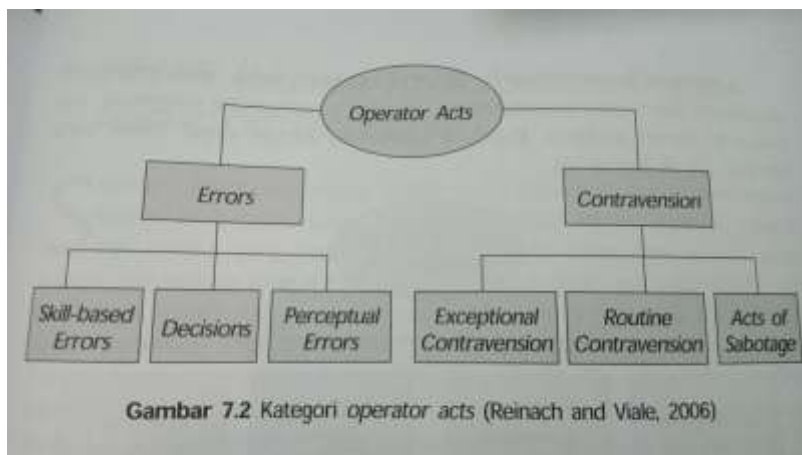 Operator Acts
Errors
Contravension
Skill-based
Errors
Decisions
Perceptual
Errors
Exceptional
Contravension
Routine
Contravension
Acts of
Sabotage
Gambar 7.2 Kategori operator acts (Reinach and Viale, 2006)